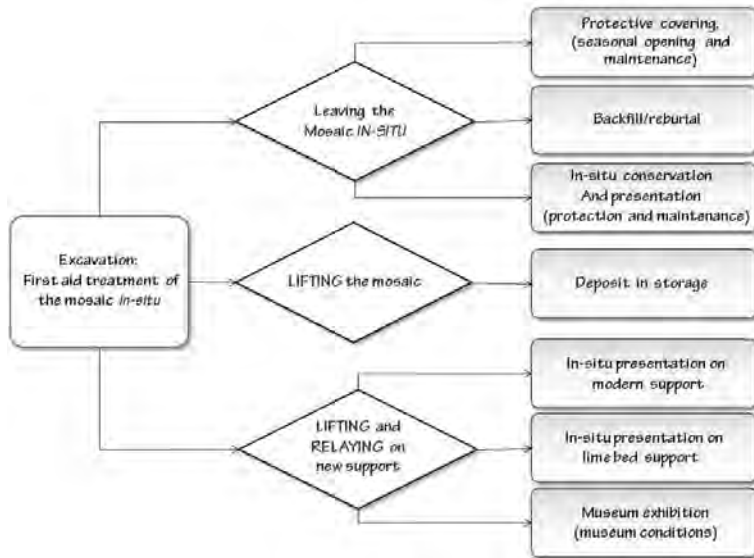 Excavation:
First aid treatment of
the mosaic in-situ
Leaving the
Mosaic IN-SITU
Protective covering,
(seasonal opening and
maintenance)
Backfill/reburial
In-situ conservation
And presentation
(protection and maintenance)
LIFTING the mosaic
Deposit in storage
LIFTING and
RELAYING on
new support
In-situ presentation on
modern support
In-situ presentation on
lime bed support
Museum exhibition
(museum conditions)